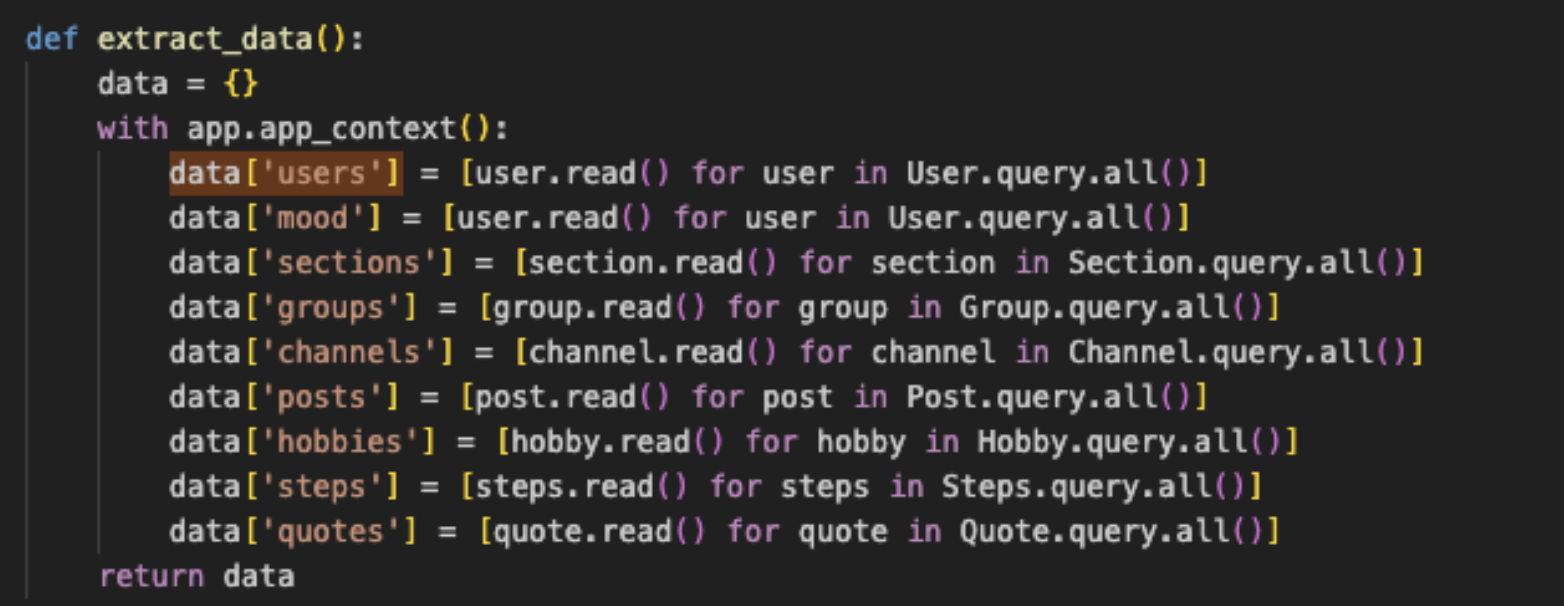 def extract_data():
    data = {}
    with app.app_context():
        data['users'] = [user.read() for user in User.query.all()]
        data['mood'] = [user.read() for user in User.query.all()]
        data['sections'] = [section.read() for section in Section.query.all()]
        data['groups'] = [group.read() for group in Group.query.all()]
        data['channels'] = [channel.read() for channel in Channel.query.all()]
        data['posts'] = [post.read() for post in Post.query.all()]
        data['hobbies'] = [hobby.read() for hobby in Hobby.query.all()]
        data['steps'] = [steps.read() for steps in Steps.query.all()]
        data['quotes'] = [quote.read() for quote in Quote.query.all()]
    return data